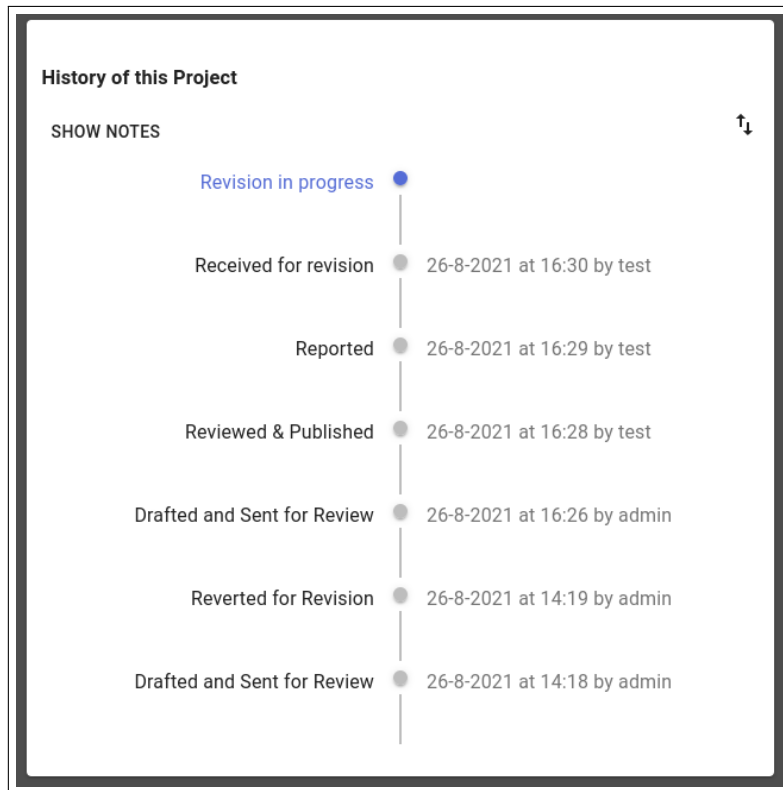 History of this Project
SHOW NOTES
Revision in progress
Received for revision 26-8-2021 at 16:30 by test
Reported 26-8-2021 at 16:29 by test
Reviewed & Published 26-8-2021 at 16:28 by test
Drafted and Sent for Review 26-8-2021 at 16:26 by admin
Reverted for Revision 26-8-2021 at 14:19 by admin
Drafted and Sent for Review 26-8-2021 at 14:18 by admin